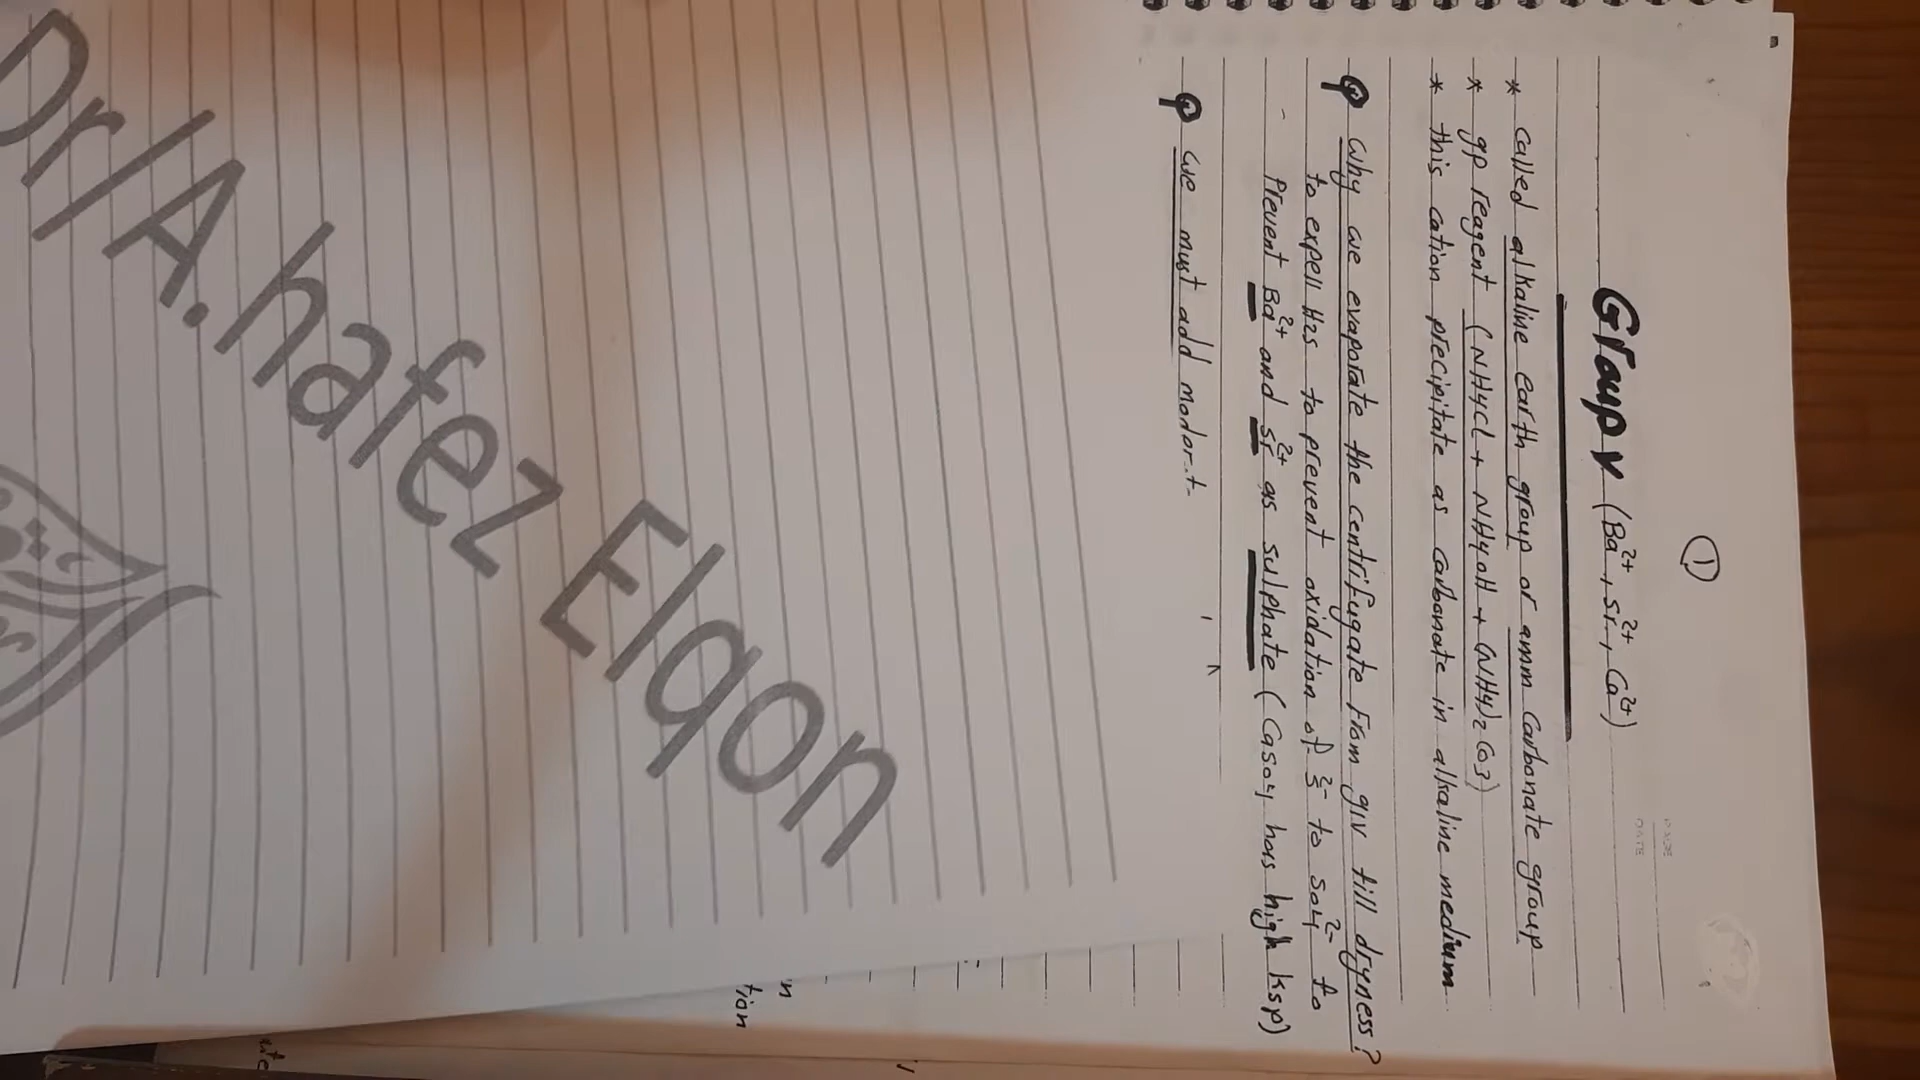 ①
PAGE
DATE
Group V (Ba²⁺, Sr²⁺, Ca²⁺)
* called alkaline earth group or amm carbonate group
* gp reagent (NH4Cl + NH4OH + (NH4)2 CO3)
* this cation precipitate as carbonate in alkaline medium
Q Why we evaporate the centrifugate from gIV till dryness?
to expell H2S to prevent oxidation of S²⁻ to SO4²⁻ to
- Prevent Ba²⁺ and Sr²⁺ as sulphate (CaSO4 has high ksp)
Q we must add
Dr/A.hafez Elqon
tion